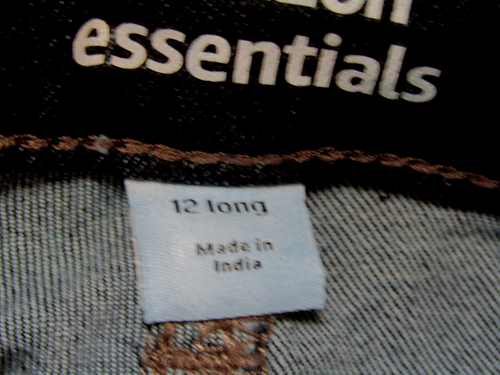 essentials
12 long
Made in
India